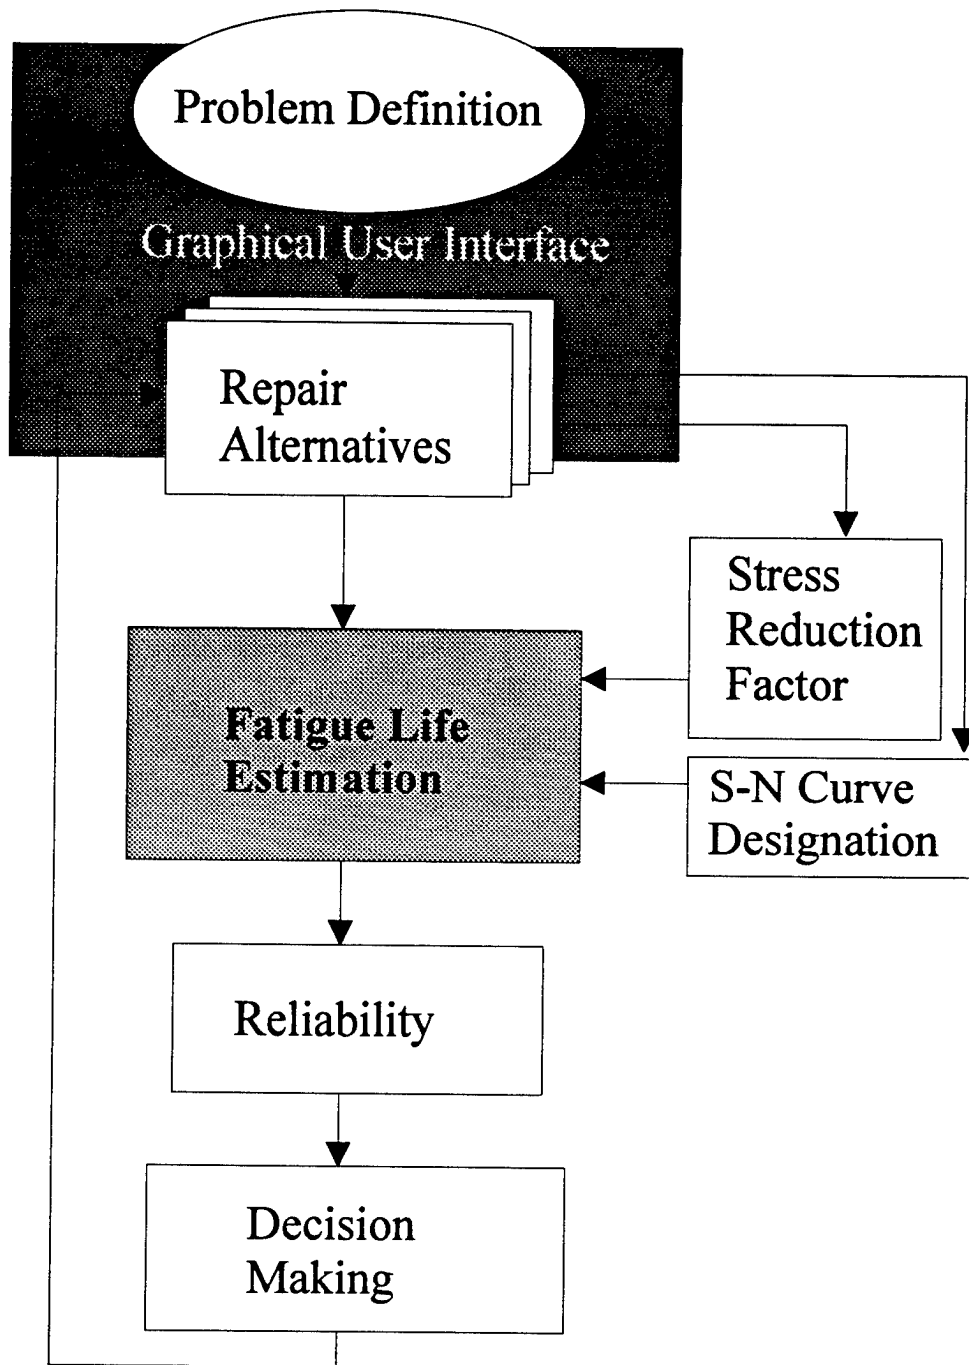 Problem Definition
Graphical User Interface
Repair
Alternatives
Stress
Reduction
Factor
Fatigue Life
Estimation
S-N Curve
Designation
Reliability
Decision
Making